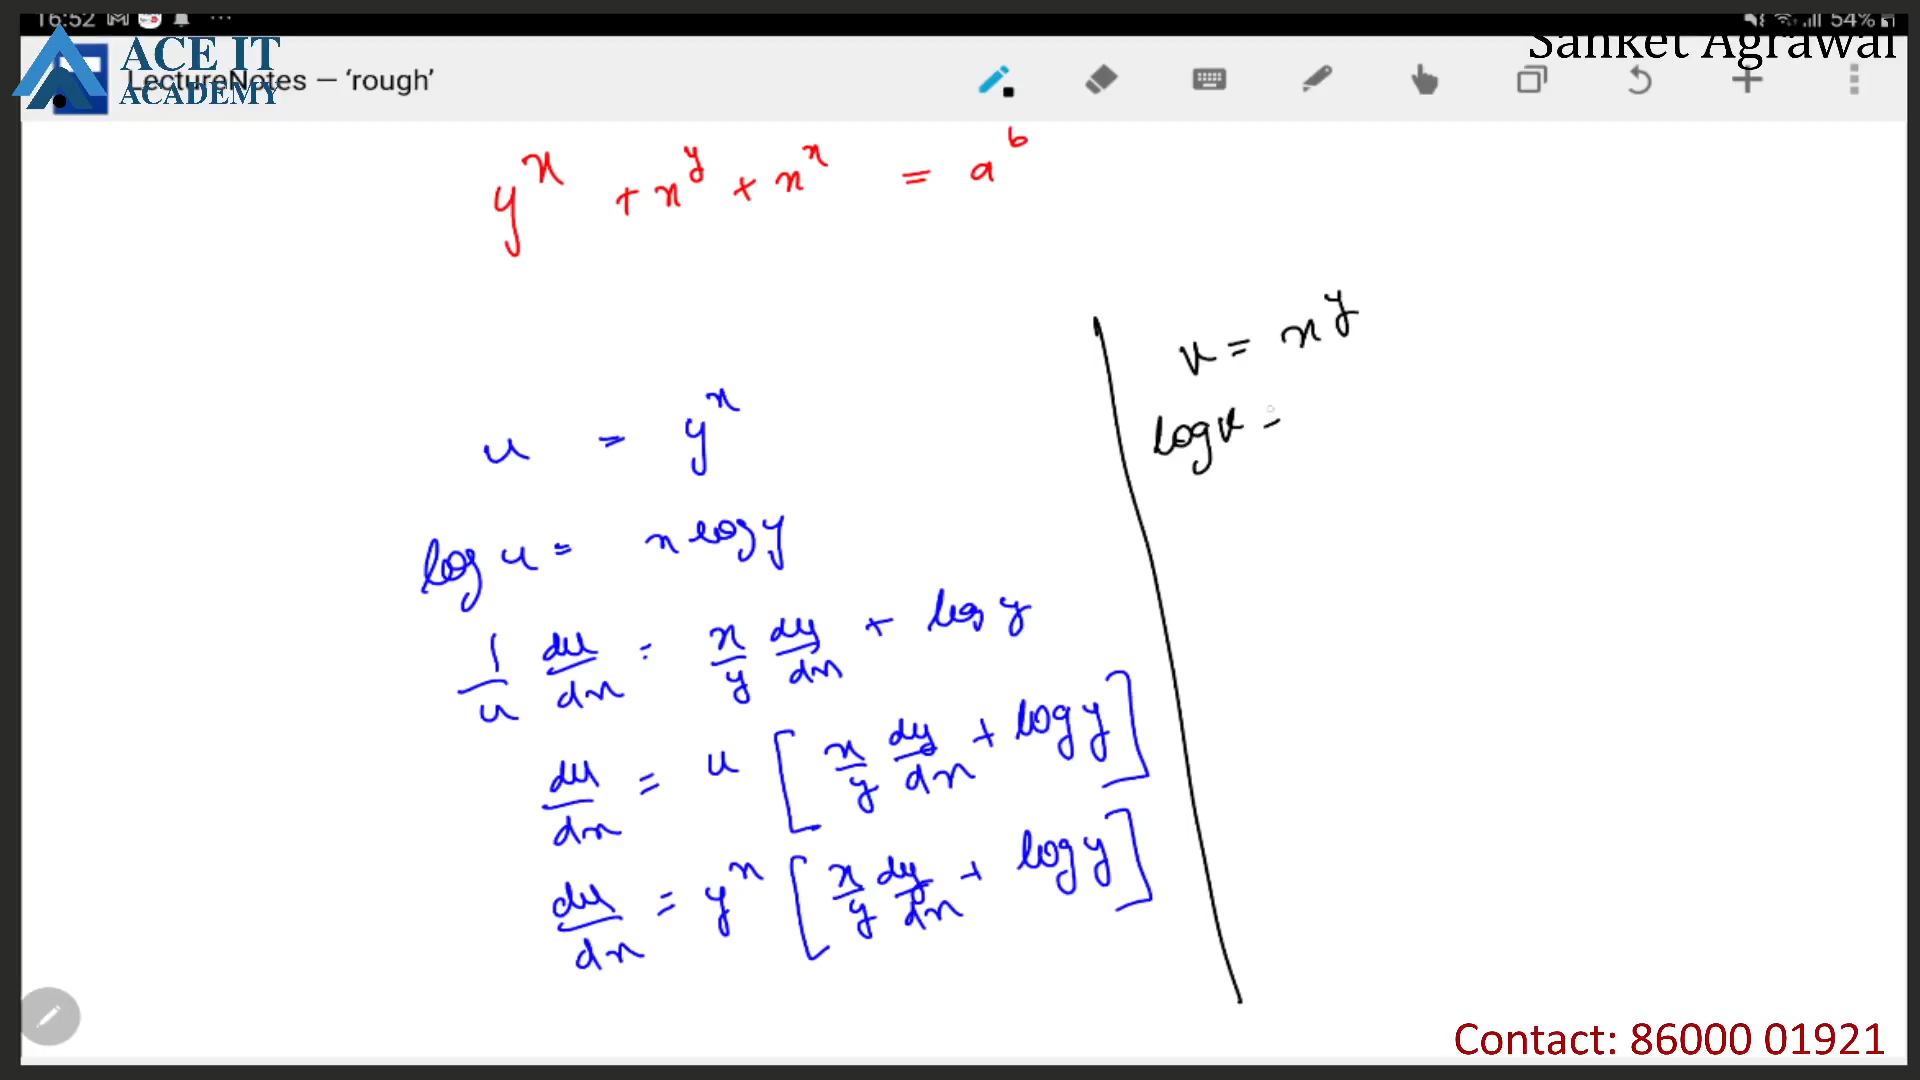 16:52 54%
ACE IT
ACADEMY
LectureNotes – ‘rough’
Sanket Agrawal
y^x + x^y + x^x = a^b
u = y^x
log u = x log y
1/u du/dx = x/y dy/dx + log y
du/dx = u [x/y dy/dx + log y]
du/dx = y^x [x/y dy/dx + log y]
v = x^y
log v =
Contact: 86000 01921